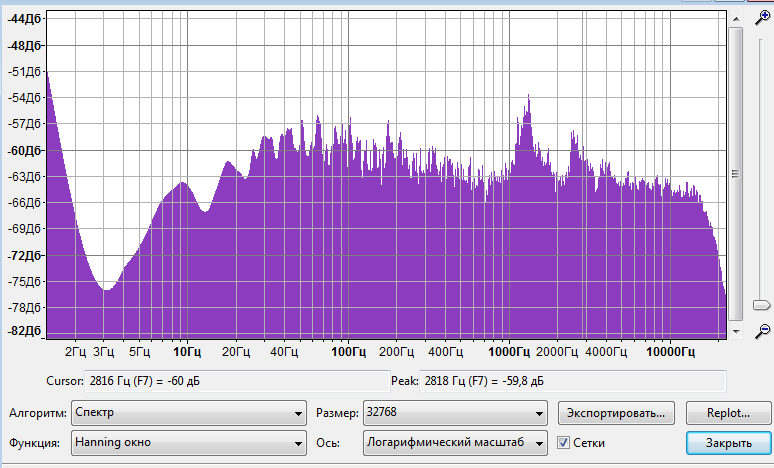 -44Дб
-48Дб
-51Дб
-54Дб
-57Дб
-60Дб
-63Дб
-66Дб
-69Дб
-72Дб
-75Дб
-78Дб
-82Дб
2Гц 3Гц 5Гц 10Гц 20Гц 40Гц 100Гц 200Гц 400Гц 1000Гц 2000Гц 4000Гц 10000Гц
Cursor: 2816 Гц (F7) = -60 дБ Peak: 2818 Гц (F7) = -59,8 дБ
Алгоритм: Спектр Размер: 32768 Экспортировать... Replot...
Функция: Hanning окно Ось: Логарифмический масштаб Сетки Закрыть